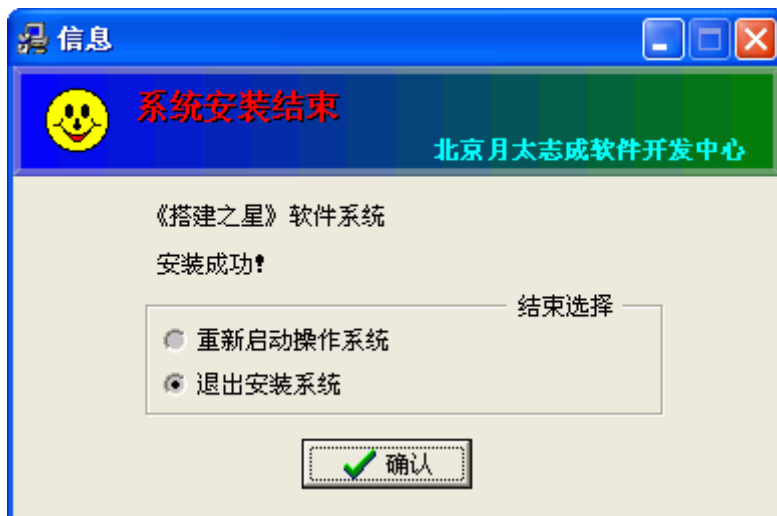 信息
系统安装结束
北京月太志成软件开发中心
《搭建之星》软件系统
安装成功!
结束选择
重新启动操作系统
退出安装系统
确认